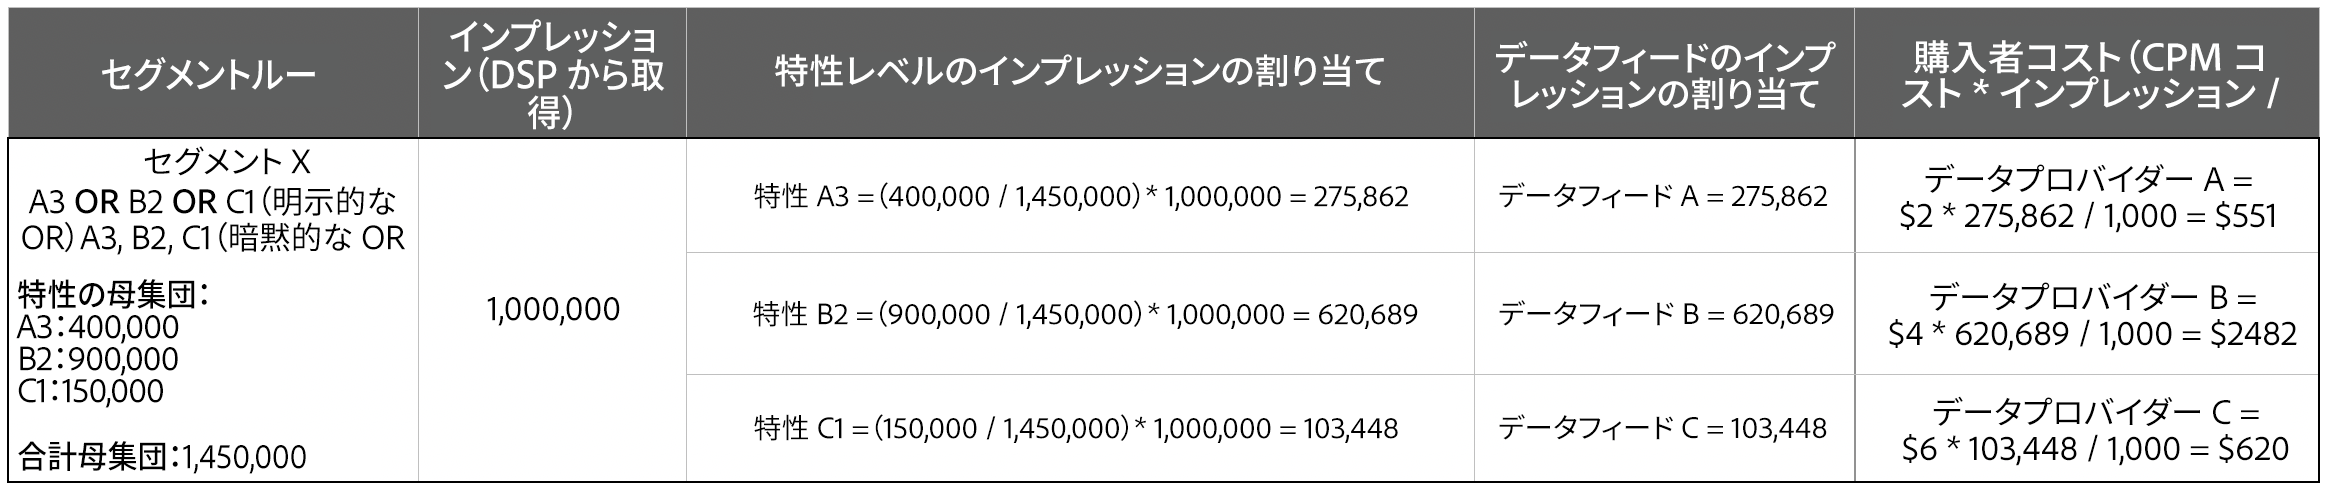 セグメントルー
インプレッショ
ン（DSP から取
得）
特性レベルのインプレッションの割り当て
データフィードのインプ
レッションの割り当て
購入者コスト（CPM コ
スト * インプレッション /
セグメント X
A3 OR B2 OR C1（明示的な
OR）A3, B2, C1（暗黙的な OR
特性の母集団：
A3：400,000
B2：900,000
C1：150,000
合計母集団：1,450,000
1,000,000
特性 A3 =（400,000 / 1,450,000）* 1,000,000 = 275,862
データフィード A = 275,862
データプロバイダー A =
$2 * 275,862 / 1,000 = $551
特性 B2 =（900,000 / 1,450,000）* 1,000,000 = 620,689
データフィード B = 620,689
データプロバイダー B =
$4 * 620,689 / 1,000 = $2482
特性 C1 =（150,000 / 1,450,000）* 1,000,000 = 103,448
データフィード C = 103,448
データプロバイダー C =
$6 * 103,448 / 1,000 = $620